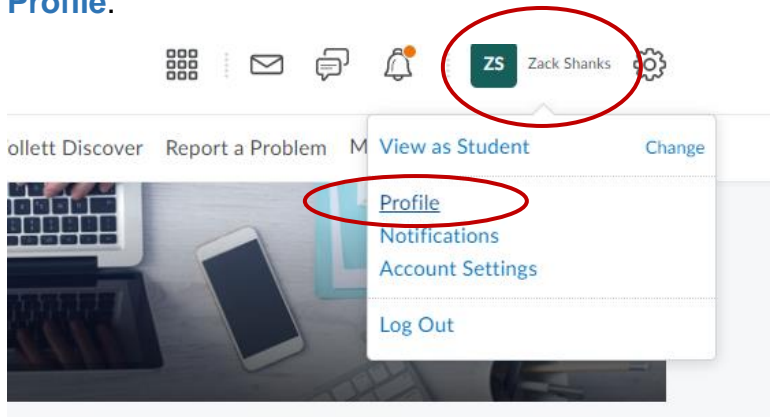 Profile.
ZS Zack Shanks
ollett Discover Report a Problem M
View as Student Change
Profile
Notifications
Account Settings
Log Out